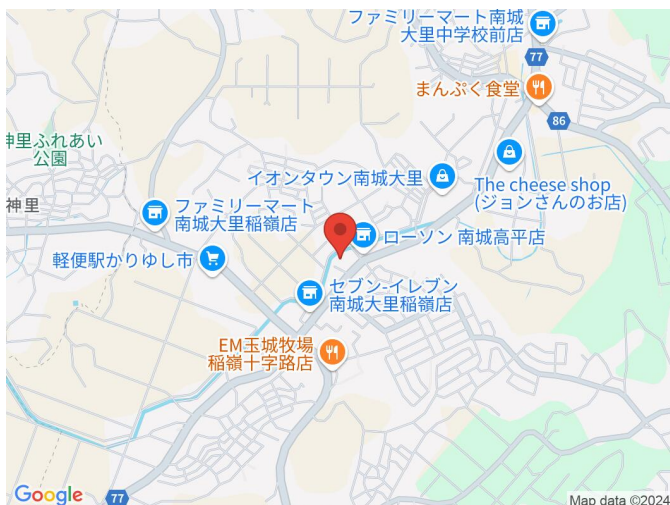 ファミリーマート南城
大里中学校前店
77
まんぷく食堂
86
神里ふれあい
公園
イオンタウン南城大里
The cheese shop
(ジョンさんのお店)
神里
ファミリーマート
南城大里稲嶺店
ローソン 南城高平店
軽便駅かりゆし市
セブン-イレブン
南城大里稲嶺店
EM玉城牧場
稲嶺十字路店
Google
77
Map data ©2024